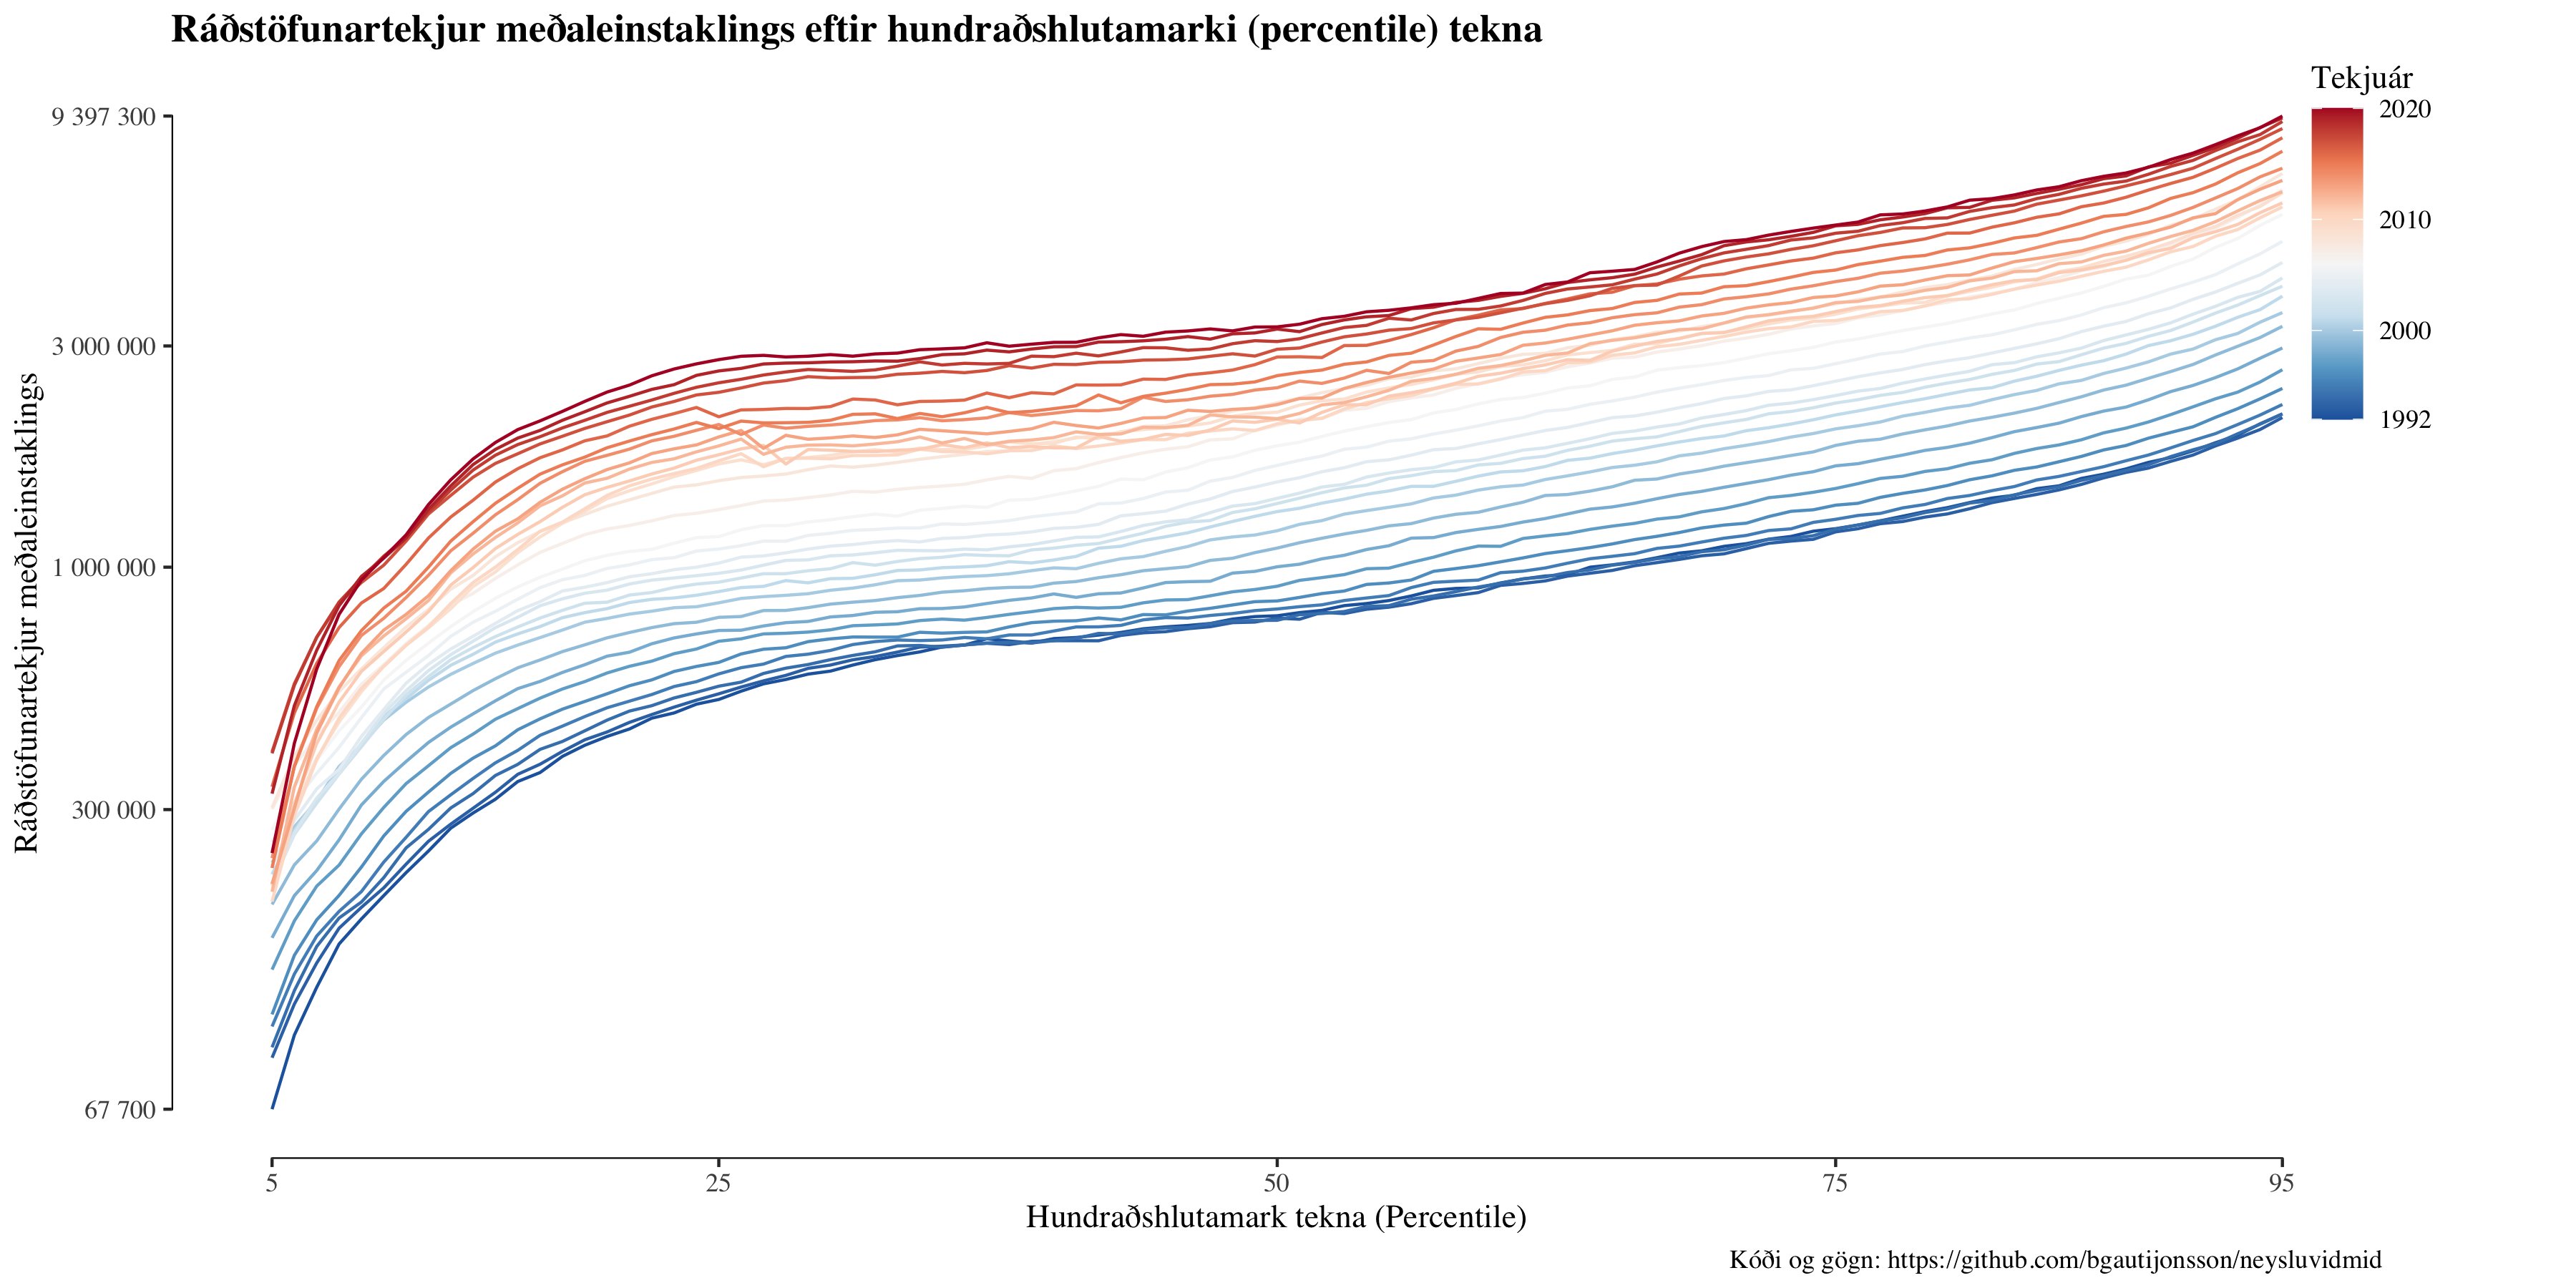 Ráðstöfunartekjur meðaleinstaklings eftir hundraðshlutamarki (percentile) tekna
Tekjuár
2020
2010
2000
1992
Ráðstöfunartekjur meðaleinstaklings
9 397 300
3 000 000
1 000 000
300 000
67 700
5
25
50
75
95
Hundraðshlutamark tekna (Percentile)
Kóði og gögn: https://github.com/bgautijonsson/neysluvidmid